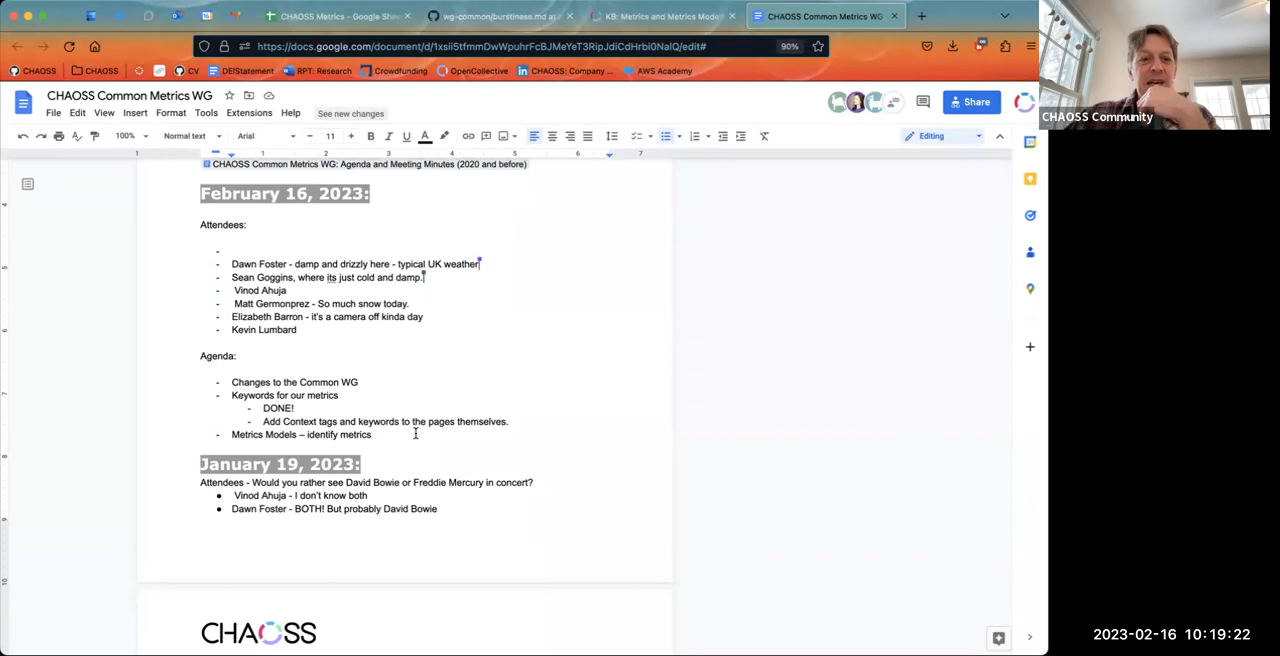 CHAOSS Metrics - Google She
wg-common/burstiness.md at
KB: Metrics and Metrics Mode
CHAOSS Common Metrics WG
https://docs.google.com/document/d/1xsii5tfmmDwWpuhrFcBJMeYeT3RipJdiCdHrbi0NaIQ/edit#
90%
CHAOSS
CHAOSS
CV
DEIStatement
RPT: Research
Crowdfunding
OpenCollective
CHAOSS: Company ...
AWS Academy
CHAOSS Common Metrics WG
File Edit View Insert Format Tools Extensions Help
See new changes
Share
100%
Normal text
Arial
11
Editing
CHAOSS Common Metrics WG: Agenda and Meeting Minutes (2020 and before)
February 16, 2023:
Attendees:
-
- Dawn Foster - damp and drizzly here - typical UK weather
- Sean Goggins, where its just cold and damp.
- Vinod Ahuja
- Matt Germonprez - So much snow today.
- Elizabeth Barron - it's a camera off kinda day
- Kevin Lumbard
Agenda:
- Changes to the Common WG
- Keywords for our metrics
- DONE!
- Add Context tags and keywords to the pages themselves.
- Metrics Models – identify metrics
January 19, 2023:
Attendees - Would you rather see David Bowie or Freddie Mercury in concert?
● Vinod Ahuja - I don't know both
● Dawn Foster - BOTH! But probably David Bowie
CHAOSS
CHAOSS Community
2023-02-16 10:19:22